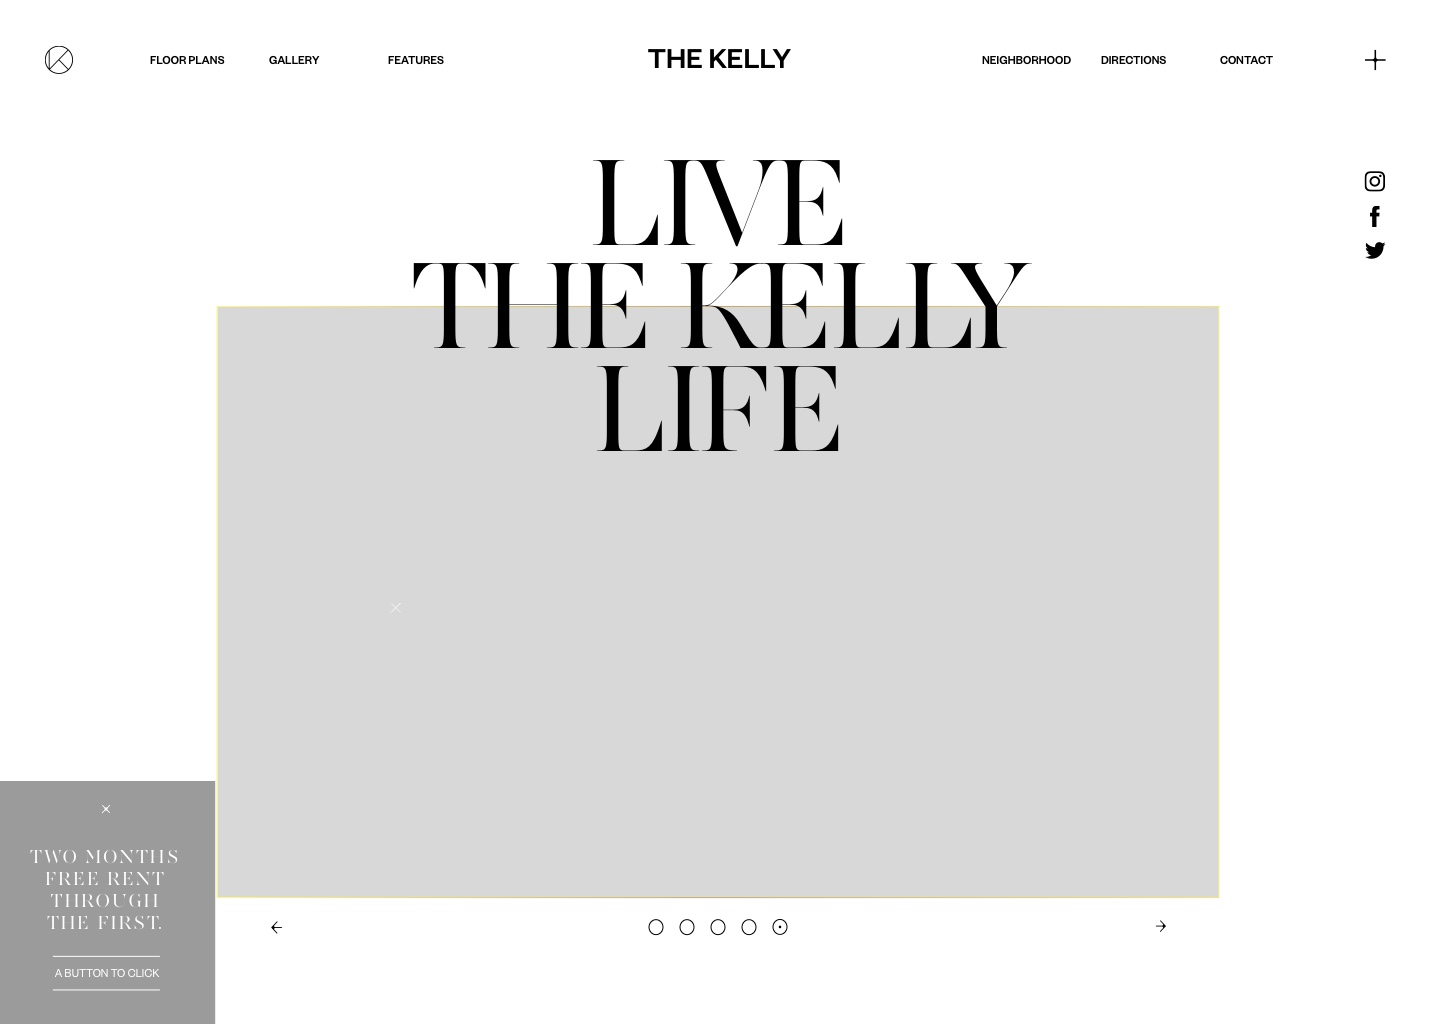 FLOOR PLANS
GALLERY
FEATURES
THE KELLY
NEIGHBORHOOD
DIRECTIONS
CONTACT
LIVE
THE KELLY
LIFE
TWO MONTHS
FREE RENT
THROUGH
THE FIRST.
A BUTTON TO CLICK